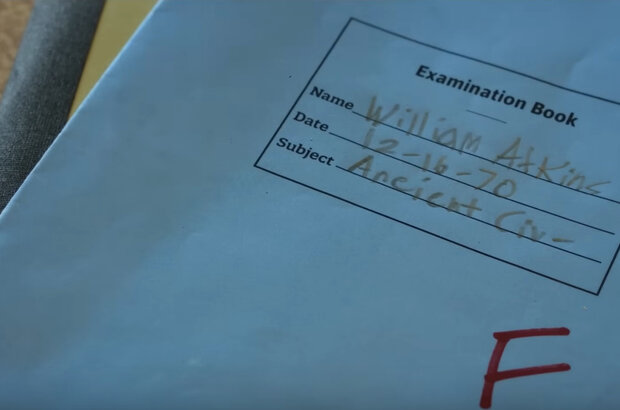 Examination Book
Name William Atkins
Date 12-16-70
Subject Ancient Civ-
F